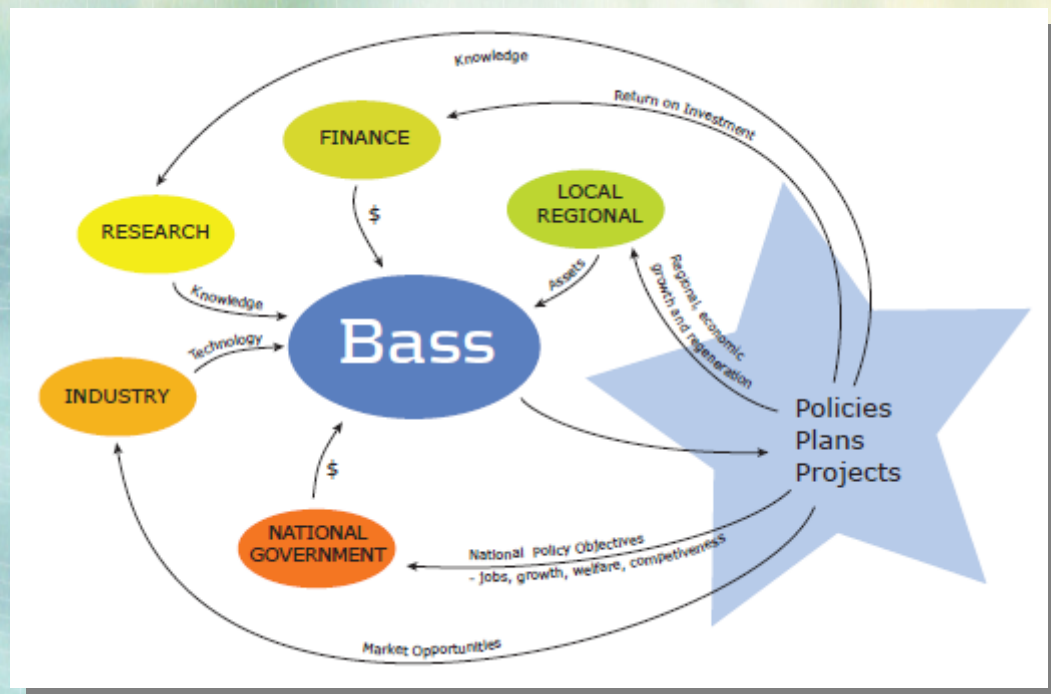 Knowledge
Return on Investment
FINANCE
LOCAL
REGIONAL
$
RESEARCH
Assets
Regional, economic
growth and regeneration
Knowledge
Bass
Technology
INDUSTRY
Policies
Plans
Projects
$
NATIONAL
GOVERNMENT
National Policy Objectives
- jobs, growth, welfare, competiveness
Market Opportunities